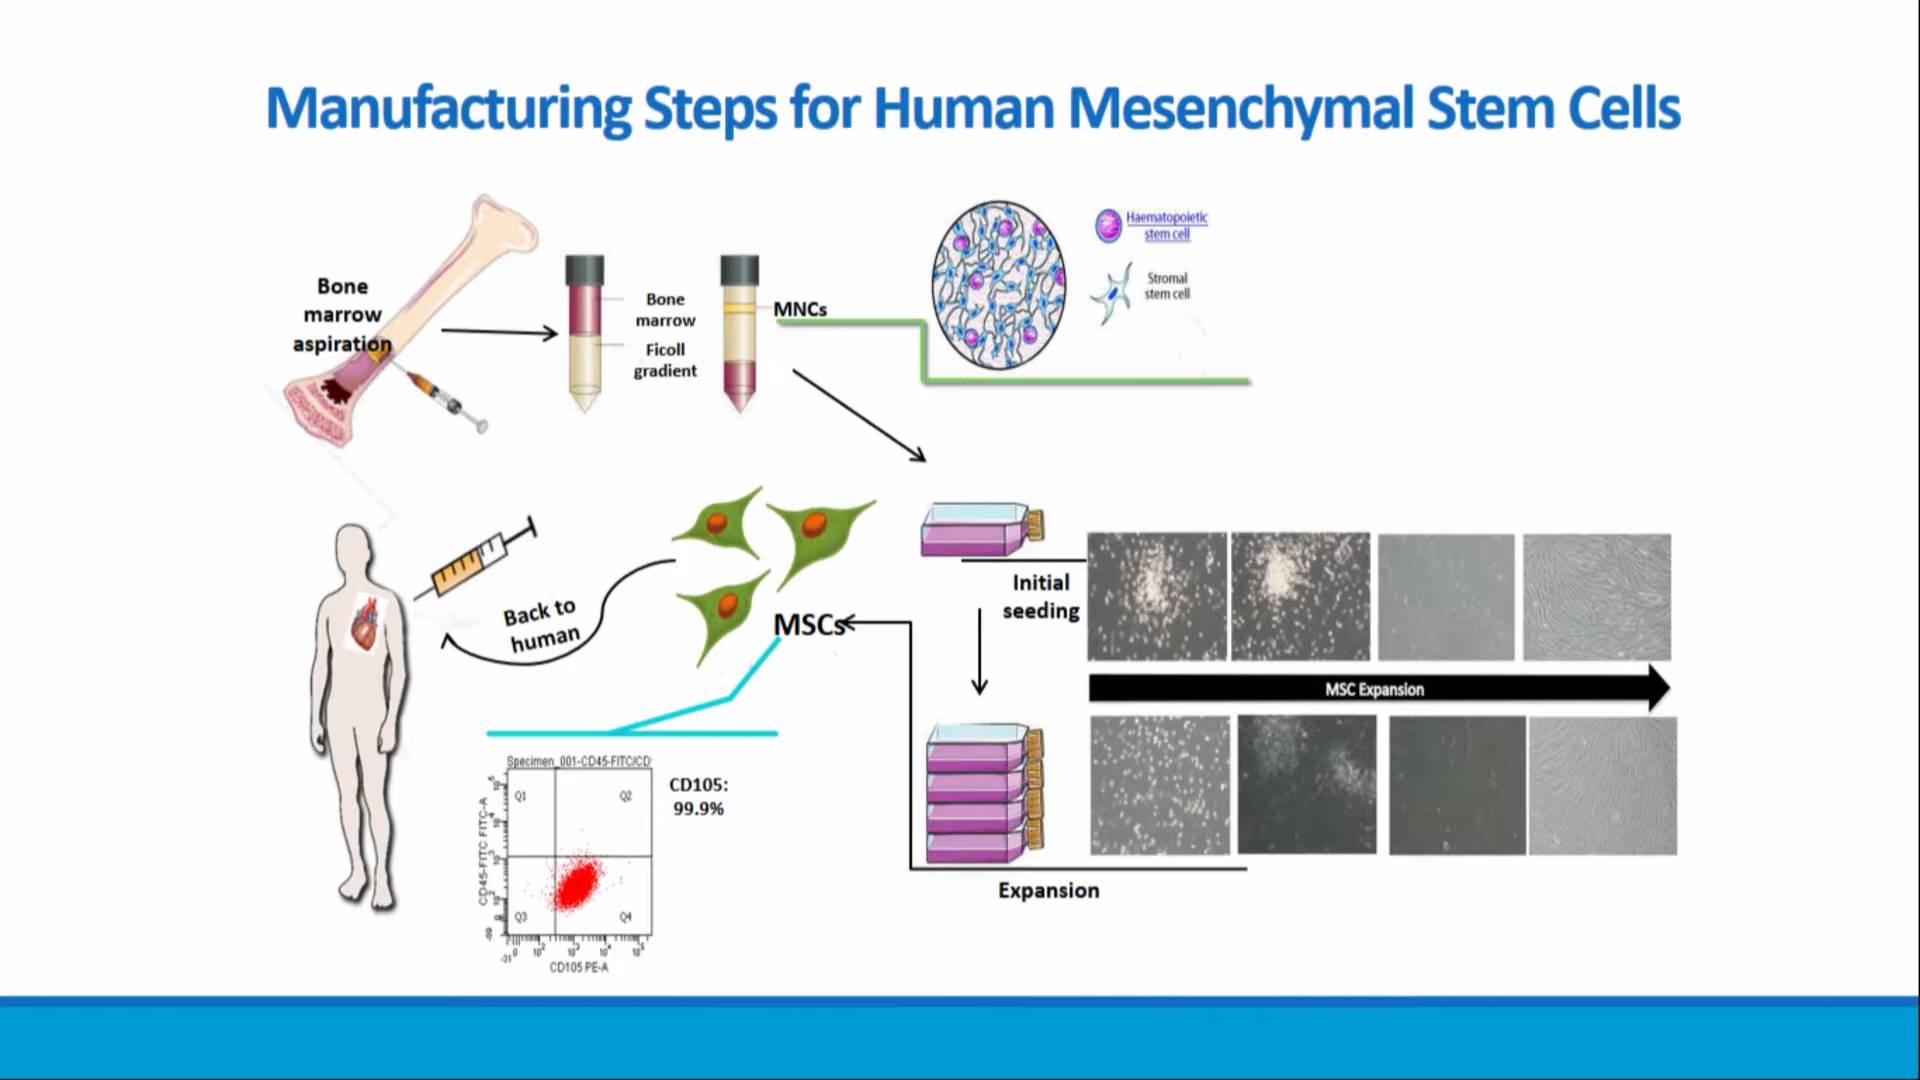 Manufacturing Steps for Human Mesenchymal Stem Cells
Bone
marrow
aspiration
Bone
marrow
Ficoll
gradient
MNCs
Haematopoietic
stem cell
Stromal
stem cell
Initial
seeding
MSC Expansion
Expansion
MSCs
Back to
human
Specimen_001-CD45-FITC/CD
CD45-FITC FITC-A
Q1
Q2
Q3
Q4
CD105 PE-A
CD105:
99.9%